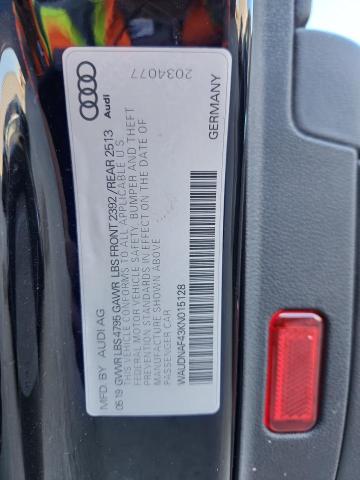 2034077
Audi
GERMANY
MFD. BY AUDI AG
05·19 GVWR LBS 4795 GAWR LBS FRONT 2392 / REAR 2513
THIS VEHICLE CONFORMS TO ALL APPLICABLE U.S.
FEDERAL MOTOR VEHICLE SAFETY, BUMPER AND THEFT
PREVENTION STANDARDS IN EFFECT ON THE DATE OF
MANUFACTURE SHOWN ABOVE
PASSENGER CAR
WAUDNAF43KN015128